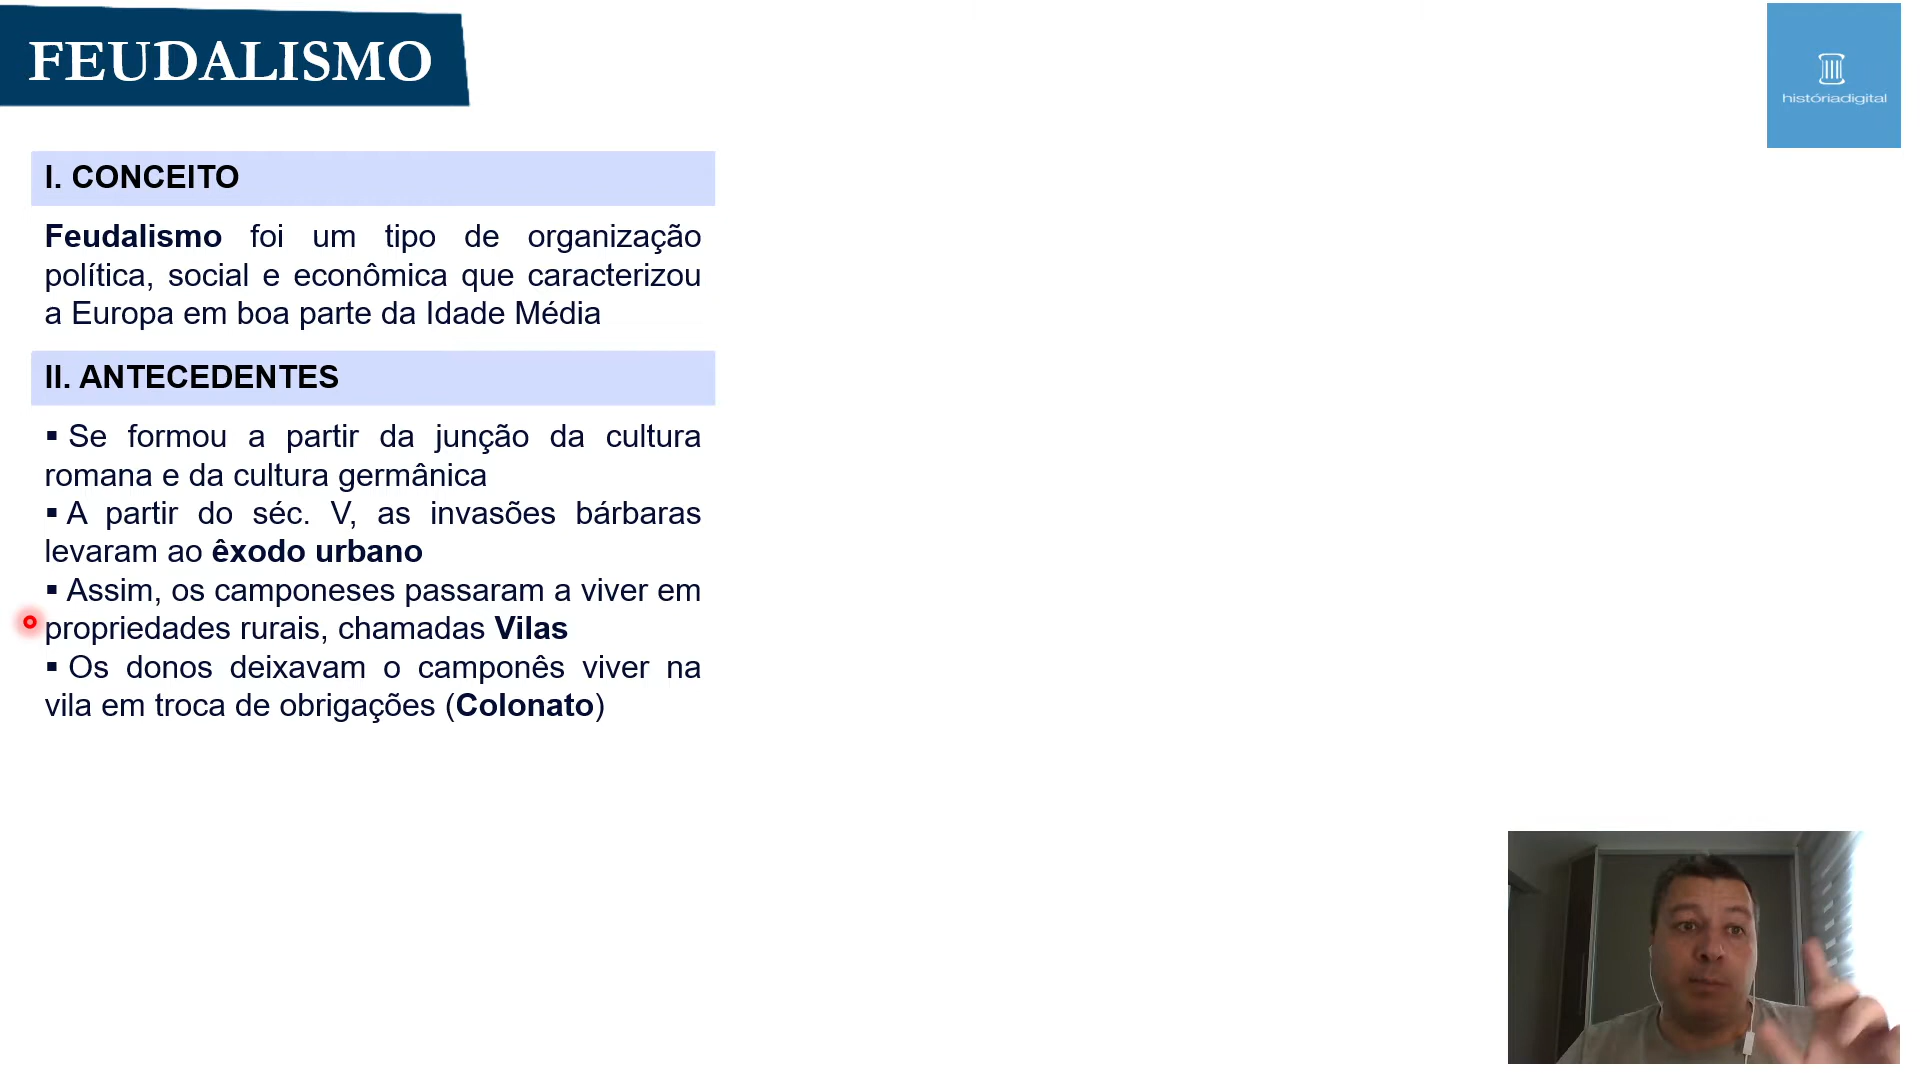 FEUDALISMO
históriadigital
I. CONCEITO
Feudalismo foi um tipo de organização
política, social e econômica que caracterizou
a Europa em boa parte da Idade Média
II. ANTECEDENTES
▪ Se formou a partir da junção da cultura
romana e da cultura germânica
▪ A partir do séc. V, as invasões bárbaras
levaram ao êxodo urbano
▪ Assim, os camponeses passaram a viver em
propriedades rurais, chamadas Vilas
▪ Os donos deixavam o camponês viver na
vila em troca de obrigações (Colonato)